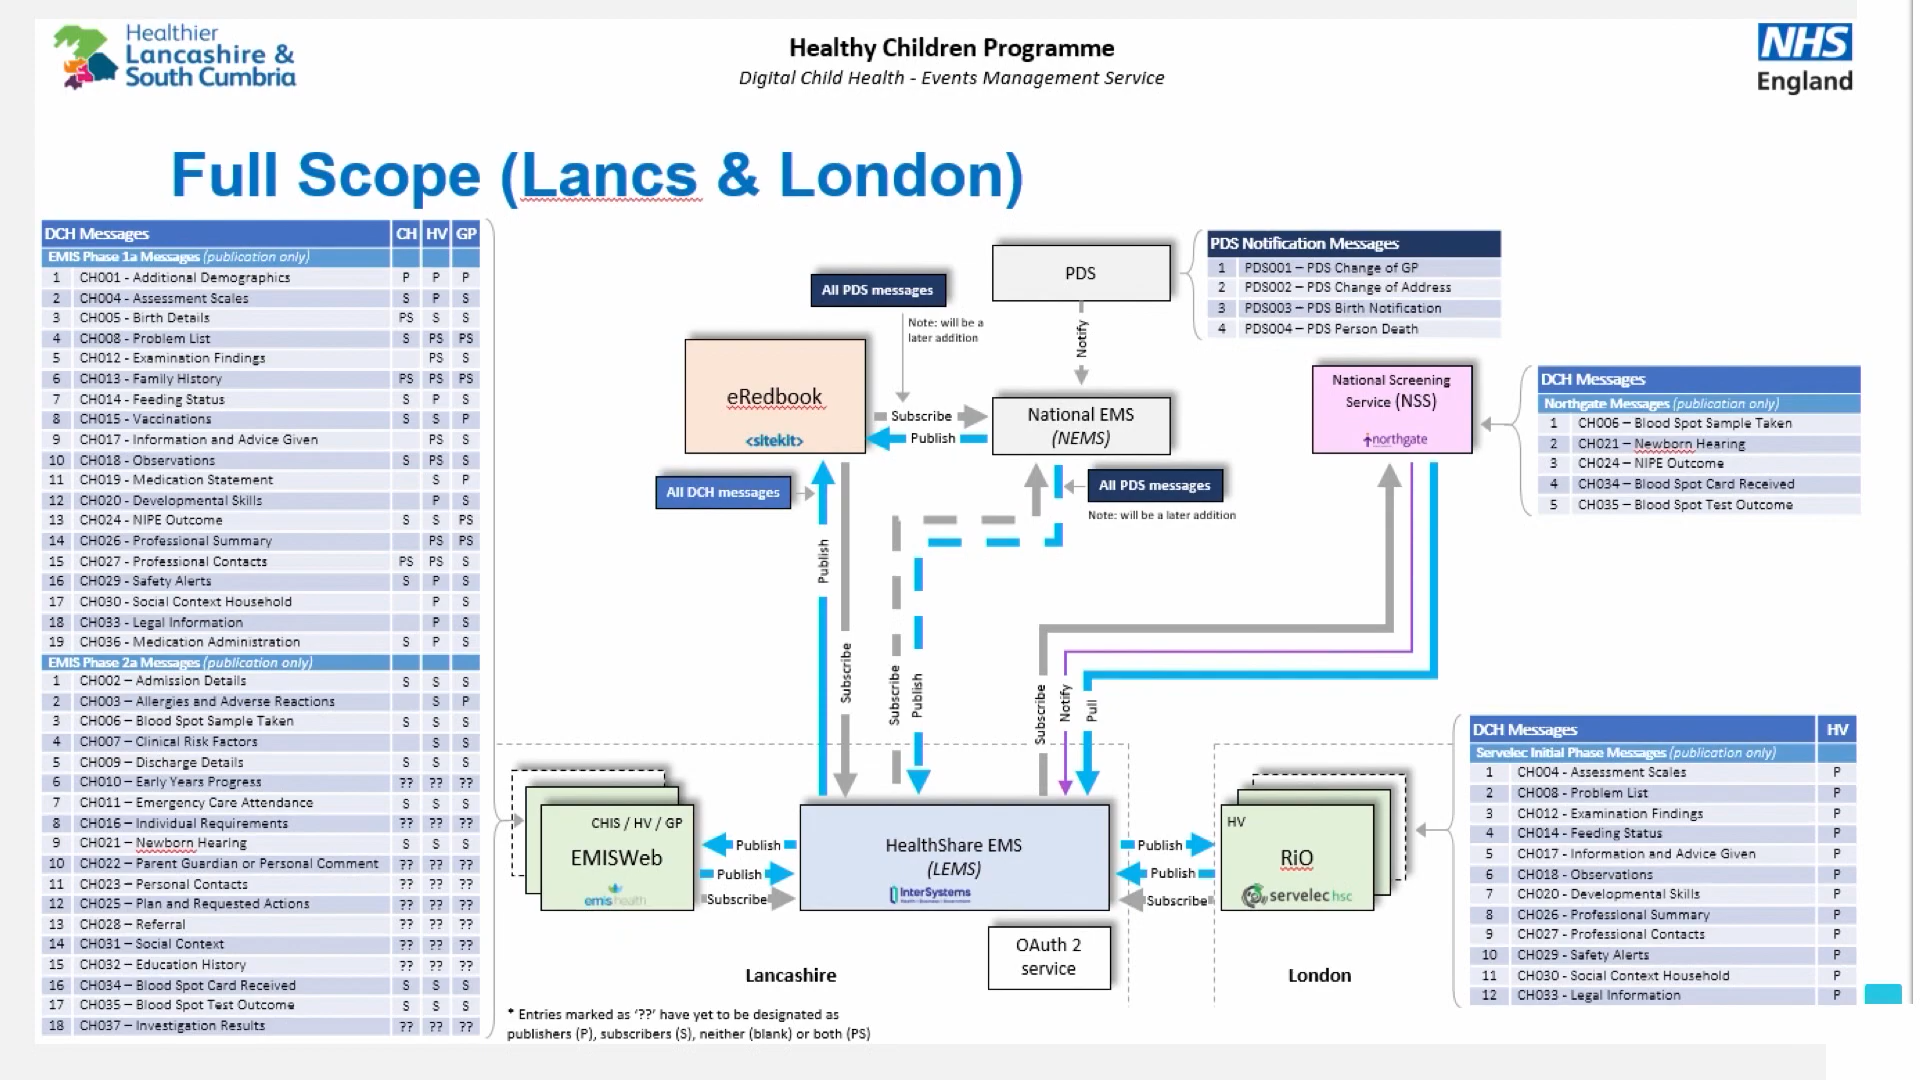 Healthier
Lancashire &
South Cumbria
Healthy Children Programme
Digital Child Health - Events Management Service
NHS
England
Full Scope (Lancs & London)
DCH Messages CH HV GP
EMIS Phase 1a Messages (publication only)
1 CH001 - Additional Demographics P P P
2 CH004 - Assessment Scales S P S
3 CH005 - Birth Details PS S S
4 CH008 - Problem List S PS PS
5 CH012 - Examination Findings PS S
6 CH013 - Family History PS PS PS
7 CH014 - Feeding Status S P S
8 CH015 - Vaccinations S S P
9 CH017 - Information and Advice Given PS S
10 CH018 - Observations S PS S
11 CH019 - Medication Statement S P
12 CH020 - Developmental Skills P S
13 CH024 - NIPE Outcome S S PS
14 CH026 - Professional Summary PS PS
15 CH027 - Professional Contacts PS PS S
16 CH029 - Safety Alerts S P S
17 CH030 - Social Context Household P S
18 CH033 - Legal Information P S
19 CH036 - Medication Administration S P S
EMIS Phase 2a Messages (publication only)
1 CH002 – Admission Details S S S
2 CH003 – Allergies and Adverse Reactions S P
3 CH006 – Blood Spot Sample Taken S S S
4 CH007 – Clinical Risk Factors S S
5 CH009 – Discharge Details S S S
6 CH010 – Early Years Progress ?? ?? ??
7 CH011 – Emergency Care Attendance S S S
8 CH016 – Individual Requirements ?? ?? ??
9 CH021 – Newborn Hearing S S S
10 CH022 – Parent Guardian or Personal Comment ?? ?? ??
11 CH023 – Personal Contacts ?? ?? ??
12 CH025 – Plan and Requested Actions ?? ?? ??
13 CH028 – Referral ?? ?? ??
14 CH031 – Social Context ?? ?? ??
15 CH032 – Education History ?? ?? ??
16 CH034 – Blood Spot Card Received S S S
17 CH035 – Blood Spot Test Outcome S S S
18 CH037 – Investigation Results ?? ?? ??
All PDS messages
Note: will be a
later addition
PDS
Notify
PDS Notification Messages
1 PDS001 – PDS Change of GP
2 PDS002 – PDS Change of Address
3 PDS003 – PDS Birth Notification
4 PDS004 – PDS Person Death
eRedbook
<sitekit>
Subscribe
Publish
National EMS
(NEMS)
National Screening
Service (NSS)
northgate
DCH Messages
Northgate Messages (publication only)
1 CH006 – Blood Spot Sample Taken
2 CH021 – Newborn Hearing
3 CH024 – NIPE Outcome
4 CH034 – Blood Spot Card Received
5 CH035 – Blood Spot Test Outcome
All DCH messages
All PDS messages
Note: will be a later addition
Publish
Subscribe
Subscribe
Publish
Subscribe
Notify
Pull
CHIS / HV / GP
EMISWeb
emishealth
Publish
Publish
Subscribe
HealthShare EMS
(LEMS)
InterSystems
Publish
Publish
Subscribe
HV
RiO
servelec hsc
OAuth 2
service
Lancashire
London
DCH Messages HV
Servelec Initial Phase Messages (publication only)
1 CH004 - Assessment Scales P
2 CH008 - Problem List P
3 CH012 - Examination Findings P
4 CH014 - Feeding Status P
5 CH017 - Information and Advice Given P
6 CH018 - Observations P
7 CH020 - Developmental Skills P
8 CH026 - Professional Summary P
9 CH027 - Professional Contacts P
10 CH029 - Safety Alerts P
11 CH030 - Social Context Household P
12 CH033 - Legal Information P
* Entries marked as ‘??’ have yet to be designated as
publishers (P), subscribers (S), neither (blank) or both (PS)